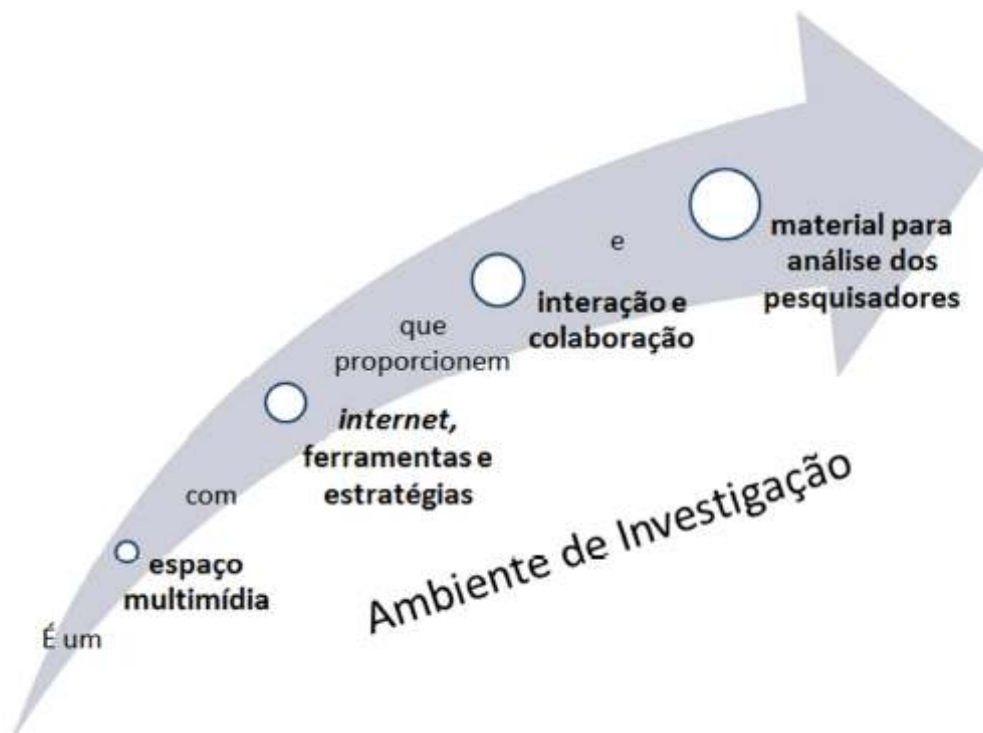 É um
espaço
multimídia
com
internet,
ferramentas e
estratégias
que
proporcionem
interação e
colaboração
e
material para
análise dos
pesquisadores
Ambiente de Investigação